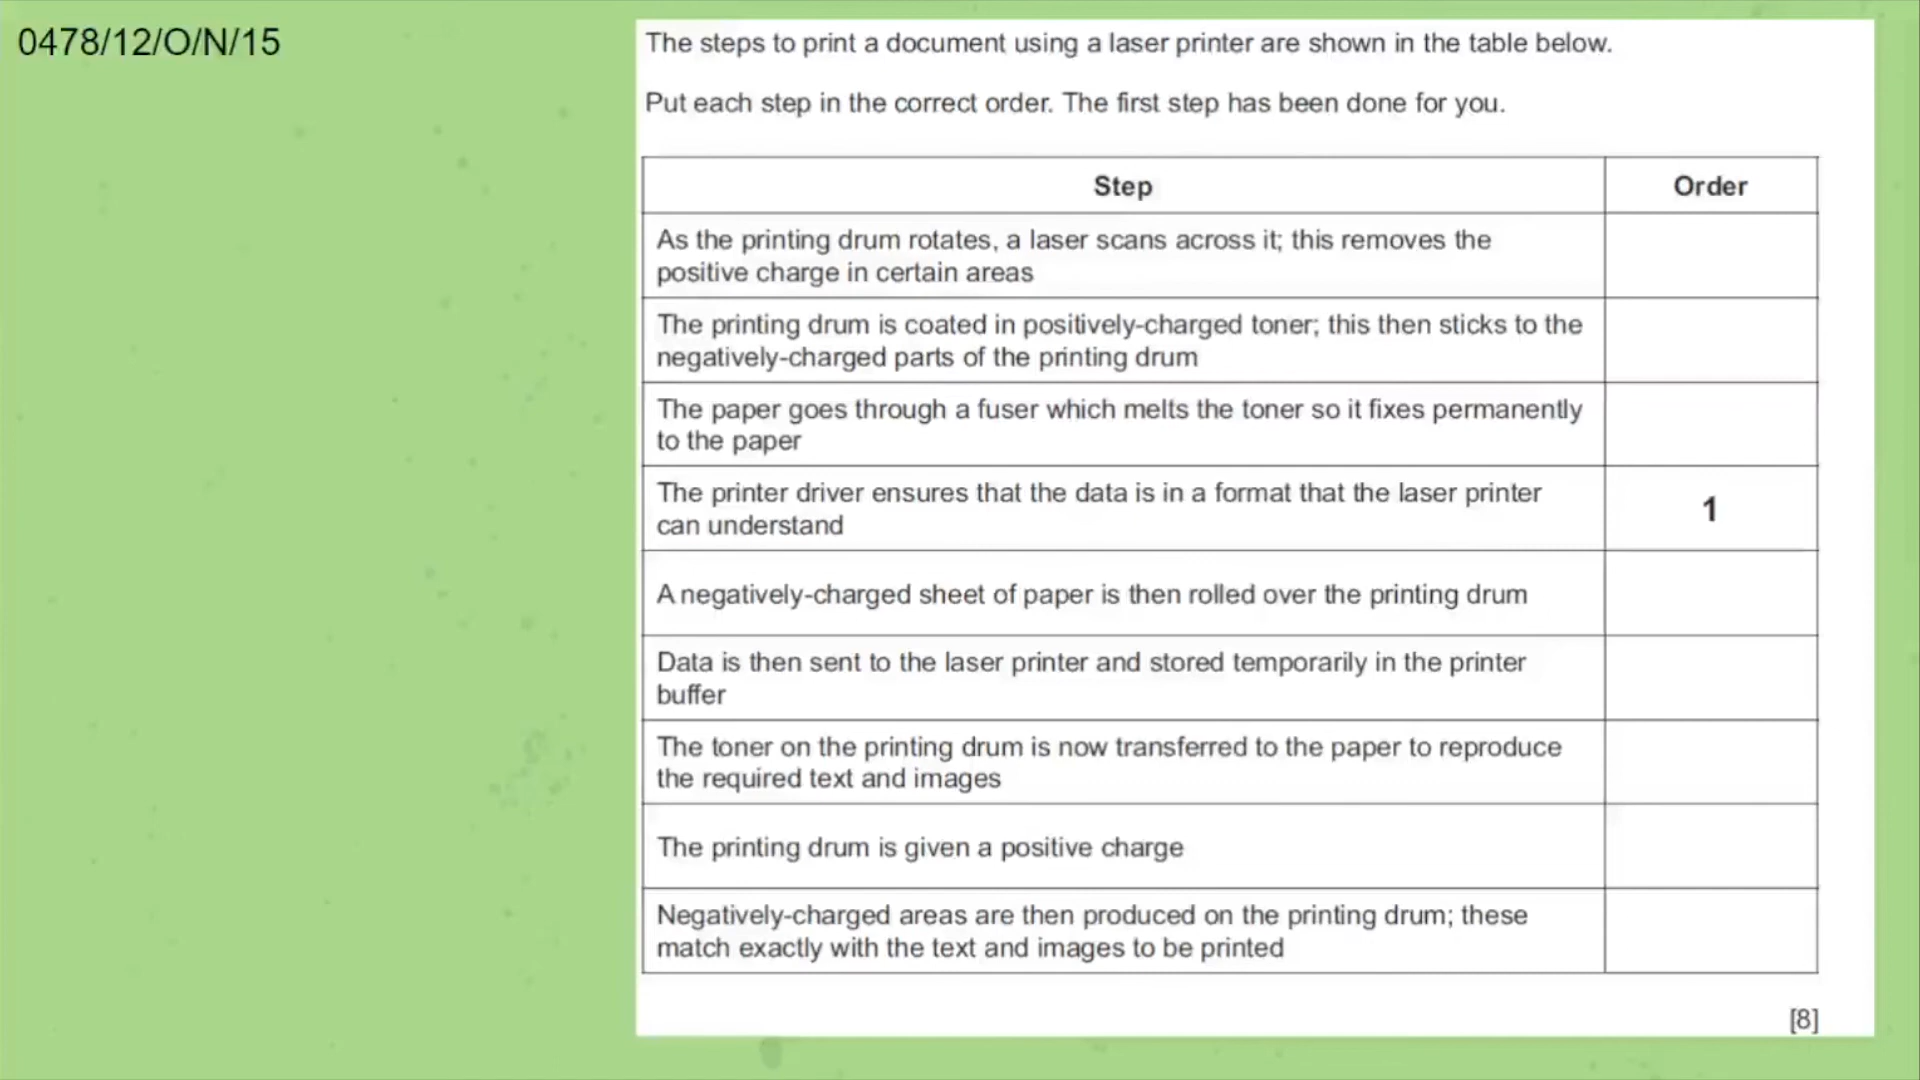 0478/12/O/N/15
The steps to print a document using a laser printer are shown in the table below.
Put each step in the correct order. The first step has been done for you.
Step
Order
As the printing drum rotates, a laser scans across it; this removes the
positive charge in certain areas
The printing drum is coated in positively-charged toner; this then sticks to the
negatively-charged parts of the printing drum
The paper goes through a fuser which melts the toner so it fixes permanently
to the paper
The printer driver ensures that the data is in a format that the laser printer
can understand
1
A negatively-charged sheet of paper is then rolled over the printing drum
Data is then sent to the laser printer and stored temporarily in the printer
buffer
The toner on the printing drum is now transferred to the paper to reproduce
the required text and images
The printing drum is given a positive charge
Negatively-charged areas are then produced on the printing drum; these
match exactly with the text and images to be printed
[8]